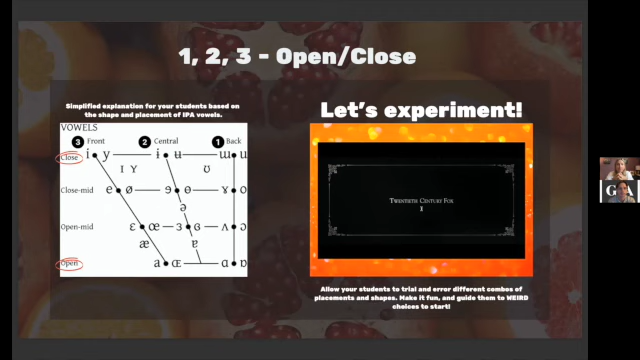 1, 2, 3 - Open/Close
Simplified explanation for your students based
on the shape and placement of IPA vowels.
VOWELS
3 Front 2 Central 1 Back
Close i y ɨ ʉ ɯ u
ɪ ʏ ʊ
Close-mid e ø ɘ ɵ ɤ o
ə
Open-mid ɛ œ ɜ ɞ ʌ ɔ
æ ɐ
Open a ɶ ɑ ɒ
Let's experiment!
TWENTIETH CENTURY FOX
Allow your students to trial and error different combos of
placements and shapes. Make it fun, and guide them to WEIRD
choices to start!
G A